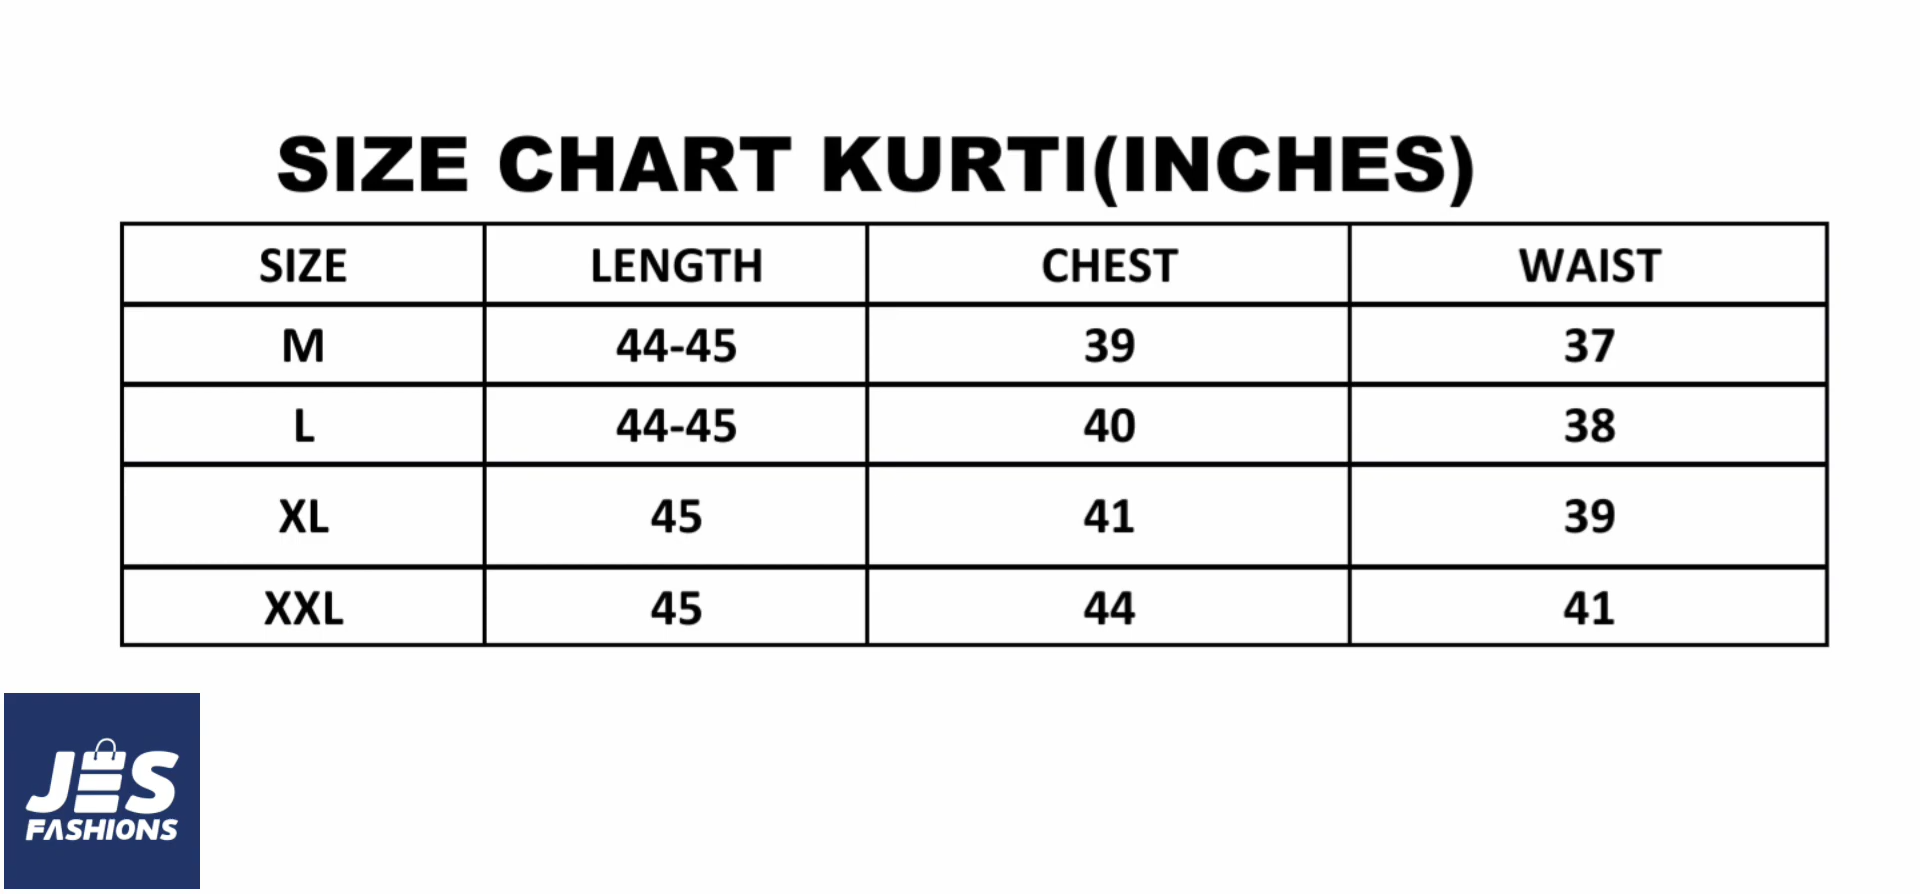 SIZE CHART KURTI(INCHES)
SIZE LENGTH CHEST WAIST
M 44-45 39 37
L 44-45 40 38
XL 45 41 39
XXL 45 44 41
JES
FASHIONS